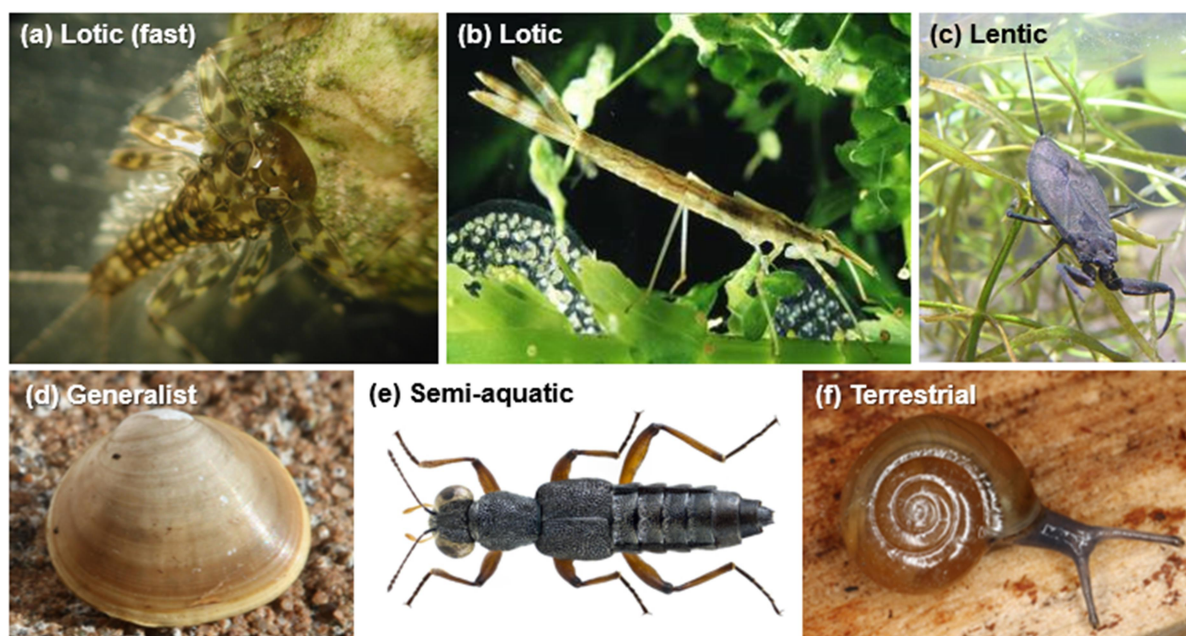 (a) Lotic (fast)
(b) Lotic
(c) Lentic
(d) Generalist
(e) Semi-aquatic
(f) Terrestrial